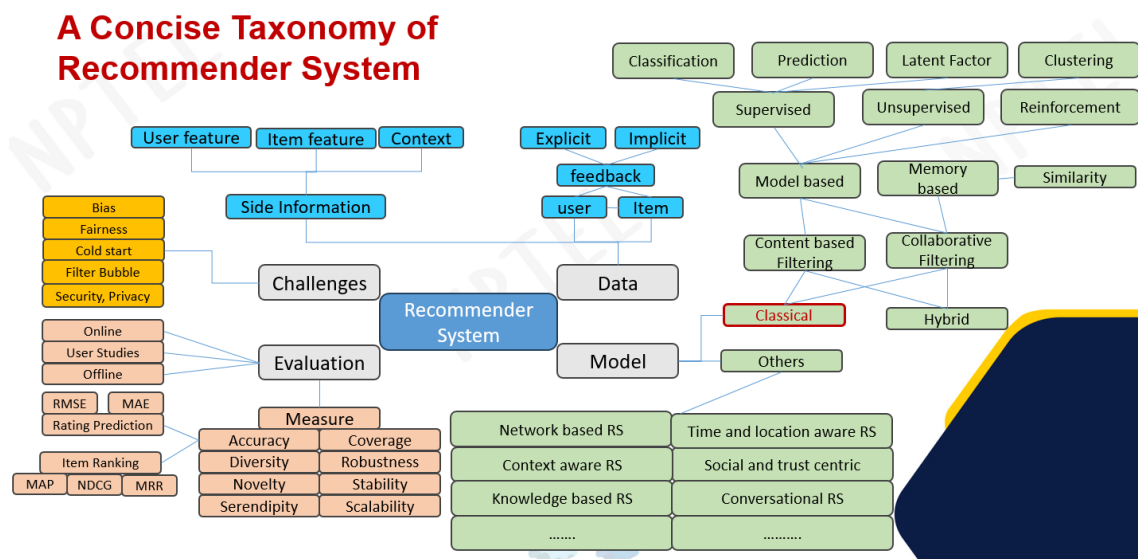 A Concise Taxonomy of
Recommender System
Classification
Prediction
Latent Factor
Clustering
Supervised
Unsupervised
Reinforcement
User feature
Item feature
Context
Explicit
Implicit
feedback
Side Information
user
Item
Model based
Memory
based
Similarity
Bias
Fairness
Cold start
Filter Bubble
Security, Privacy
Content based
Filtering
Collaborative
Filtering
Challenges
Data
Recommender
System
Classical
Hybrid
Online
User Studies
Offline
Evaluation
Model
Others
RMSE
MAE
Rating Prediction
Item Ranking
MAP
NDCG
MRR
Measure
Accuracy
Coverage
Diversity
Robustness
Novelty
Stability
Serendipity
Scalability
Network based RS
Time and location aware RS
Context aware RS
Social and trust centric
Knowledge based RS
Conversational RS
.......
..........
NPTEL
NPTEL
NPTEL